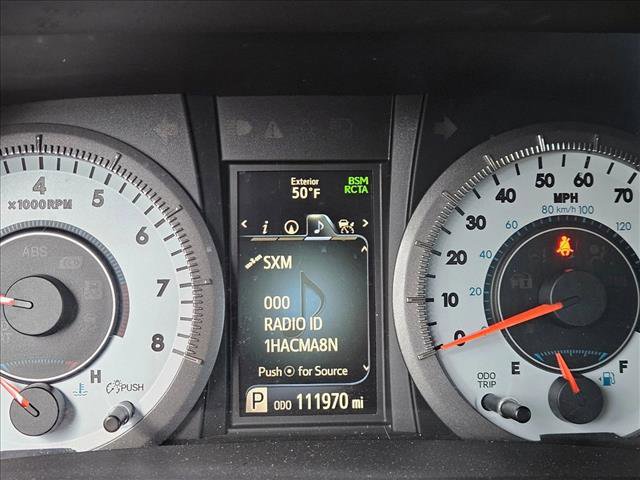 4
5
6
7
8
x1000RPM
ABS
H
PUSH
Exterior
50°F
BSM
RCTA
< i >
SXM
000
RADIO ID
1HACMA8N
Push for Source
P ODO 111970 mi
0
10
20
30
40
50
60
70
MPH
20
40
60
80 km/h 100
120
ODO
TRIP
E F